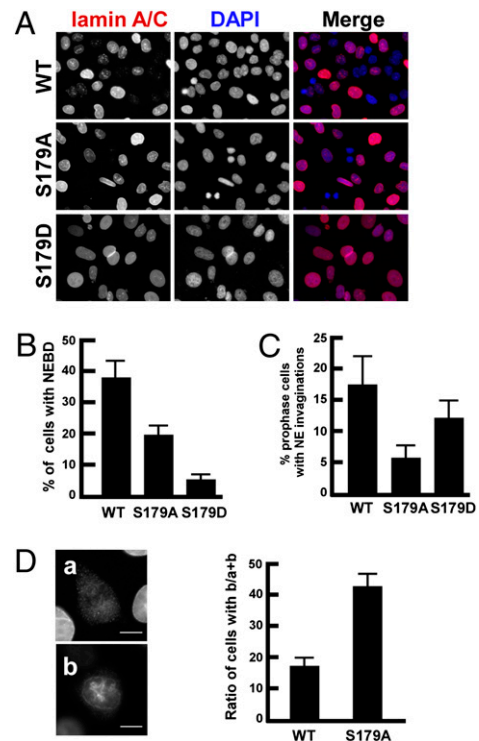 A
lamin A/C DAPI Merge
WT
S179A
S179D
B
% of cells with NEBD
50
40
30
20
10
0
WT S179A S179D
C
% prophase cells
with NE invaginations
25
20
15
10
5
0
WT S179A S179D
D
a
b
Ratio of cells with b/a+b
50
40
30
20
10
0
WT S179A